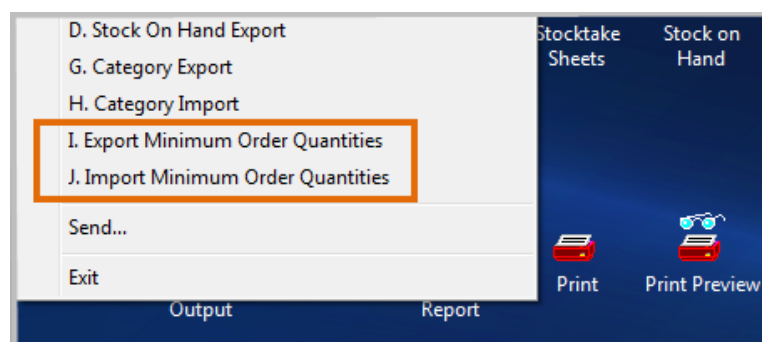 D. Stock On Hand Export
G. Category Export
H. Category Import
I. Export Minimum Order Quantities
J. Import Minimum Order Quantities
Send...
Exit
Stocktake
Sheets
Stock on
Hand
Print
Print Preview
Output
Report